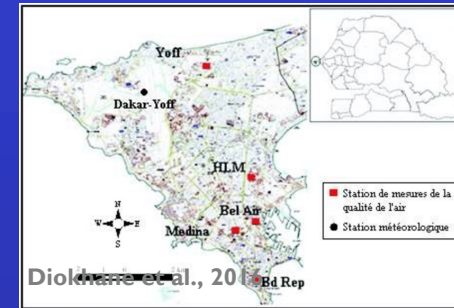 Yoff
Dakar-Yoff
HLM
Bel Air
Medina
Bd Rep
N
W E
S
Station de mesures de la
qualité de l'air
Station météorologique
Diokhane et al.,